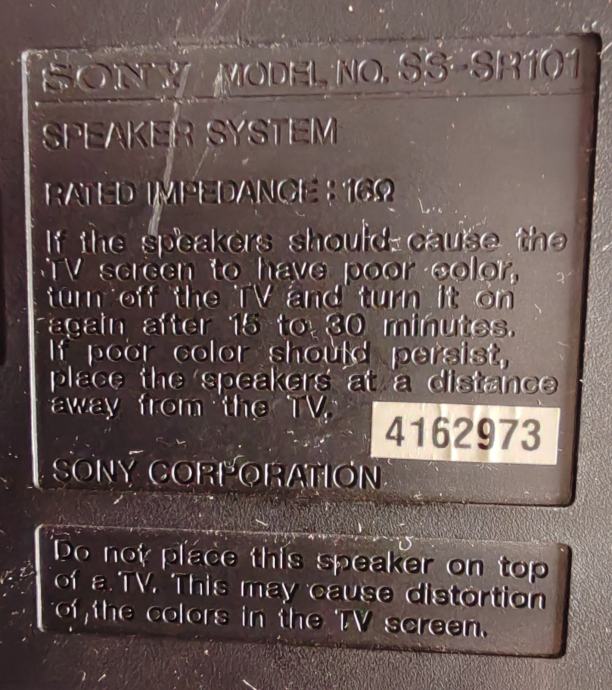 SONY MODEL NO. SS-SR101
SPEAKER SYSTEM
RATED IMPEDANCE : 16Ω
If the speakers should cause the
TV screen to have poor color,
turn off the TV and turn it on
again after 15 to 30 minutes.
If poor color should persist,
place the speakers at a distance
away from the TV.
4162973
SONY CORPORATION
Do not place this speaker on top
of a TV. This may cause distortion
of the colors in the TV screen.